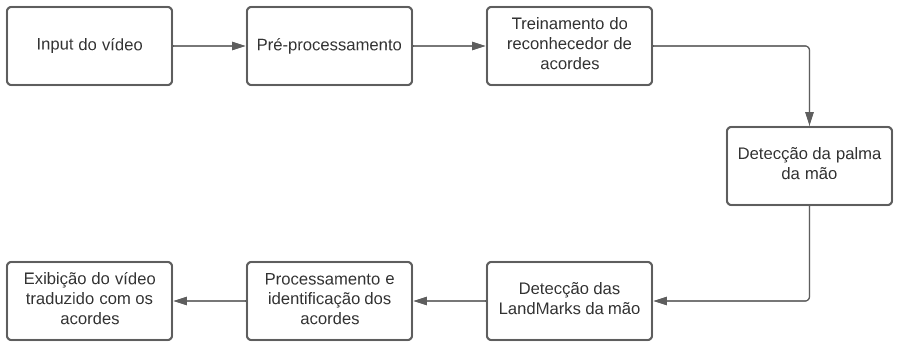 Input do vídeo
Pré-processamento
Treinamento do
reconhecedor de
acordes
Detecção da palma
da mão
Detecção das
LandMarks da mão
Processamento e
identificação dos
acordes
Exibição do vídeo
traduzido com os
acordes